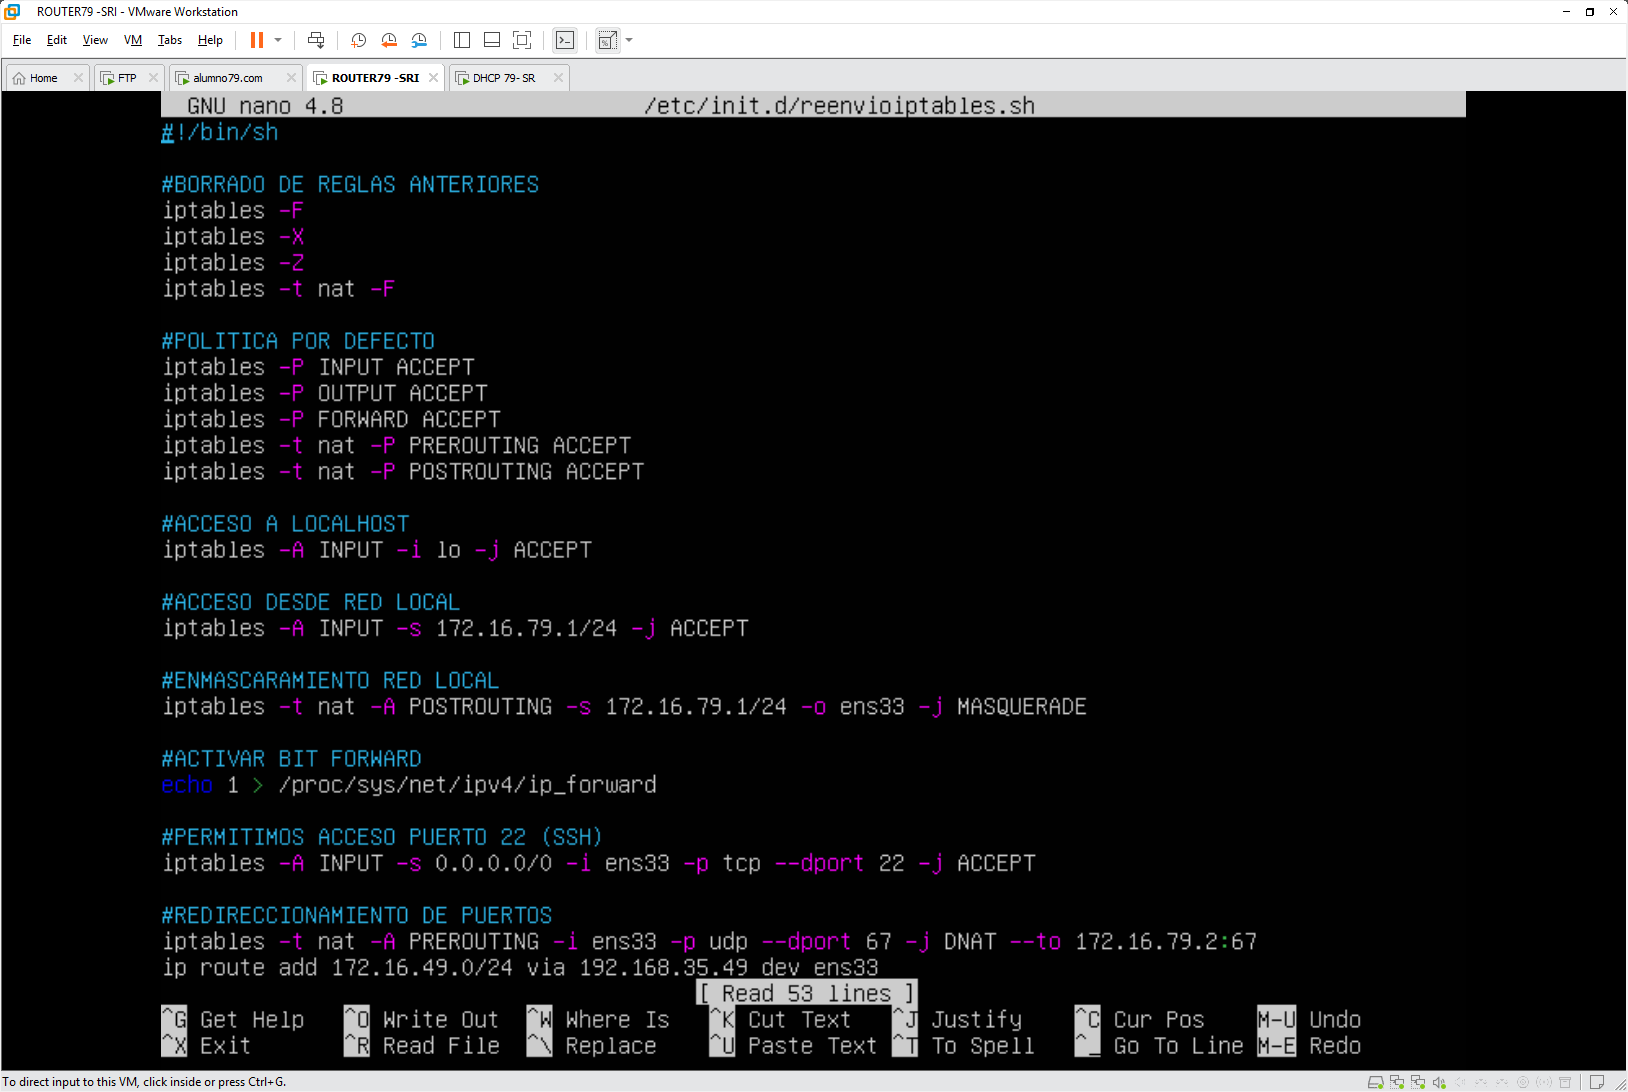 ROUTER79 -SRI - VMware Workstation
File Edit View VM Tabs Help
Home FTP alumno79.com ROUTER79 -SRI DHCP 79- SR
GNU nano 4.8 /etc/init.d/reenvioiptables.sh
#!/bin/sh
#BORRADO DE REGLAS ANTERIORES
iptables -F
iptables -X
iptables -Z
iptables -t nat -F
#POLITICA POR DEFECTO
iptables -P INPUT ACCEPT
iptables -P OUTPUT ACCEPT
iptables -P FORWARD ACCEPT
iptables -t nat -P PREROUTING ACCEPT
iptables -t nat -P POSTROUTING ACCEPT
#ACCESO A LOCALHOST
iptables -A INPUT -i lo -j ACCEPT
#ACCESO DESDE RED LOCAL
iptables -A INPUT -s 172.16.79.1/24 -j ACCEPT
#ENMASCARAMIENTO RED LOCAL
iptables -t nat -A POSTROUTING -s 172.16.79.1/24 -o ens33 -j MASQUERADE
#ACTIVAR BIT FORWARD
echo 1 > /proc/sys/net/ipv4/ip_forward
#PERMITIMOS ACCESO PUERTO 22 (SSH)
iptables -A INPUT -s 0.0.0.0/0 -i ens33 -p tcp --dport 22 -j ACCEPT
#REDIRECCIONAMIENTO DE PUERTOS
iptables -t nat -A PREROUTING -i ens33 -p udp --dport 67 -j DNAT --to 172.16.79.2:67
ip route add 172.16.49.0/24 via 192.168.35.49 dev ens33
[ Read 53 lines ]
^G Get Help ^O Write Out ^W Where Is ^K Cut Text ^J Justify ^C Cur Pos M-U Undo
^X Exit ^R Read File ^\ Replace ^U Paste Text ^T To Spell ^_ Go To Line M-E Redo
To direct input to this VM, click inside or press Ctrl+G.